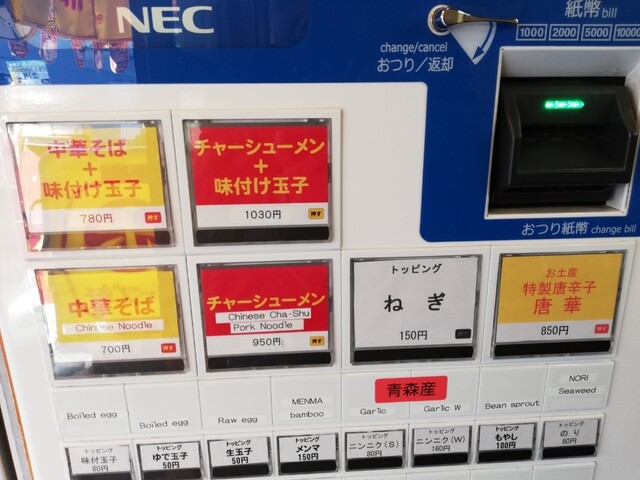 NEC
change/cancel
おつり／返却
紙幣 bill
1000 2000 5000 10000
おつり紙幣 change bill
中華そば
+
味付け玉子
780円 押す
チャーシューメン
+
味付け玉子
1030円 押す
中華そば
Chinese Noodle
700円 押す
チャーシューメン
Chinese Cha-Shu
Pork Noodle
950円 押す
トッピング
ねぎ
150円
お土産
特製唐辛子
唐華
850円 押す
青森産
Boiled egg
Boiled egg
Raw egg
MENMA
bamboo
Garlic
Garlic W
Bean sprout
NORI
Seaweed
トッピング
味付玉子
80円
トッピング
ゆで玉子
50円
トッピング
生玉子
50円
トッピング
メンマ
150円
トッピング
ニンニク(S)
80円
トッピング
ニンニク(W)
160円
トッピング
もやし
100円
トッピング
のり
80円